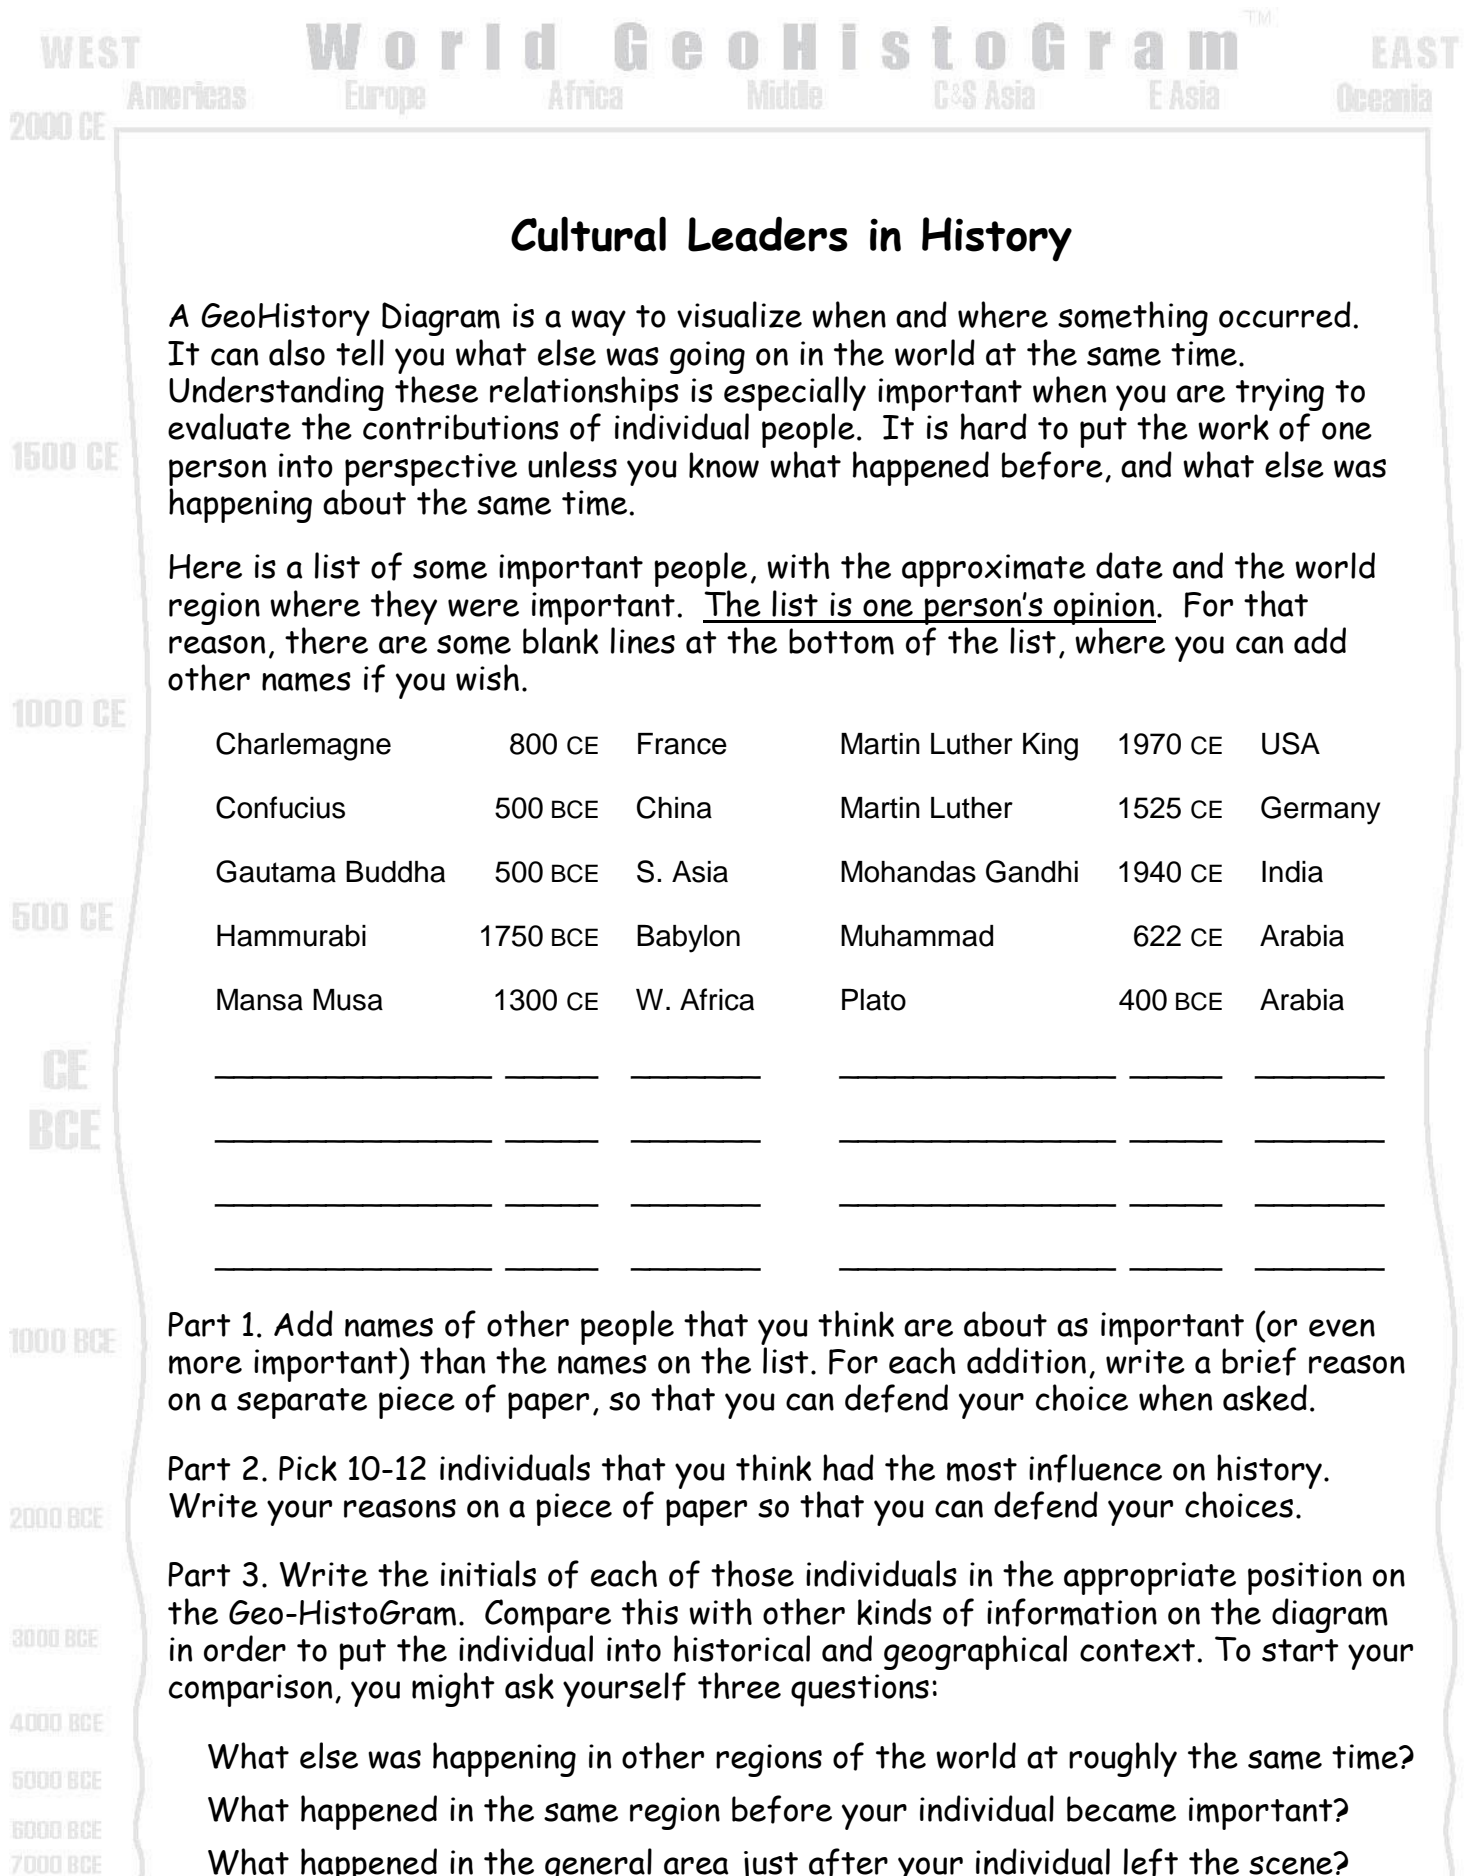 World GeoHistoGram™
WEST
EAST
Americas Europe Africa Middle C&S Asia E Asia Oceania
2000 CE
Cultural Leaders in History
A GeoHistory Diagram is a way to visualize when and where something occurred.
It can also tell you what else was going on in the world at the same time.
Understanding these relationships is especially important when you are trying to
evaluate the contributions of individual people. It is hard to put the work of one
1500 CE
person into perspective unless you know what happened before, and what else was
happening about the same time.
Here is a list of some important people, with the approximate date and the world
region where they were important. The list is one person's opinion. For that
reason, there are some blank lines at the bottom of the list, where you can add
other names if you wish.
1000 CE
Charlemagne 800 CE France Martin Luther King 1970 CE USA
Confucius 500 BCE China Martin Luther 1525 CE Germany
Gautama Buddha 500 BCE S. Asia Mohandas Gandhi 1940 CE India
500 CE
Hammurabi 1750 BCE Babylon Muhammad 622 CE Arabia
Mansa Musa 1300 CE W. Africa Plato 400 BCE Arabia
CE
BCE
Part 1. Add names of other people that you think are about as important (or even
1000 BCE
more important) than the names on the list. For each addition, write a brief reason
on a separate piece of paper, so that you can defend your choice when asked.
Part 2. Pick 10-12 individuals that you think had the most influence on history.
Write your reasons on a piece of paper so that you can defend your choices.
2000 BCE
Part 3. Write the initials of each of those individuals in the appropriate position on
the Geo-HistoGram. Compare this with other kinds of information on the diagram
3000 BCE
in order to put the individual into historical and geographical context. To start your
comparison, you might ask yourself three questions:
4000 BCE
What else was happening in other regions of the world at roughly the same time?
5000 BCE
What happened in the same region before your individual became important?
6000 BCE
7000 BCE
What happened in the general area just after your individual left the scene?